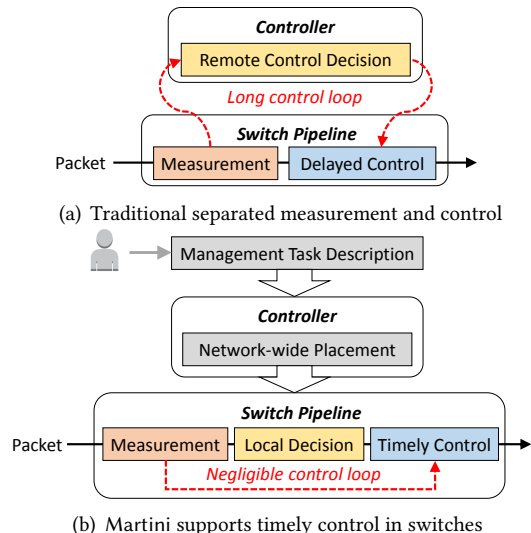 Controller
Remote Control Decision
Long control loop
Switch Pipeline
Packet Measurement Delayed Control
(a) Traditional separated measurement and control
Management Task Description
Controller
Network-wide Placement
Switch Pipeline
Packet Measurement Local Decision Timely Control
Negligible control loop
(b) Martini supports timely control in switches